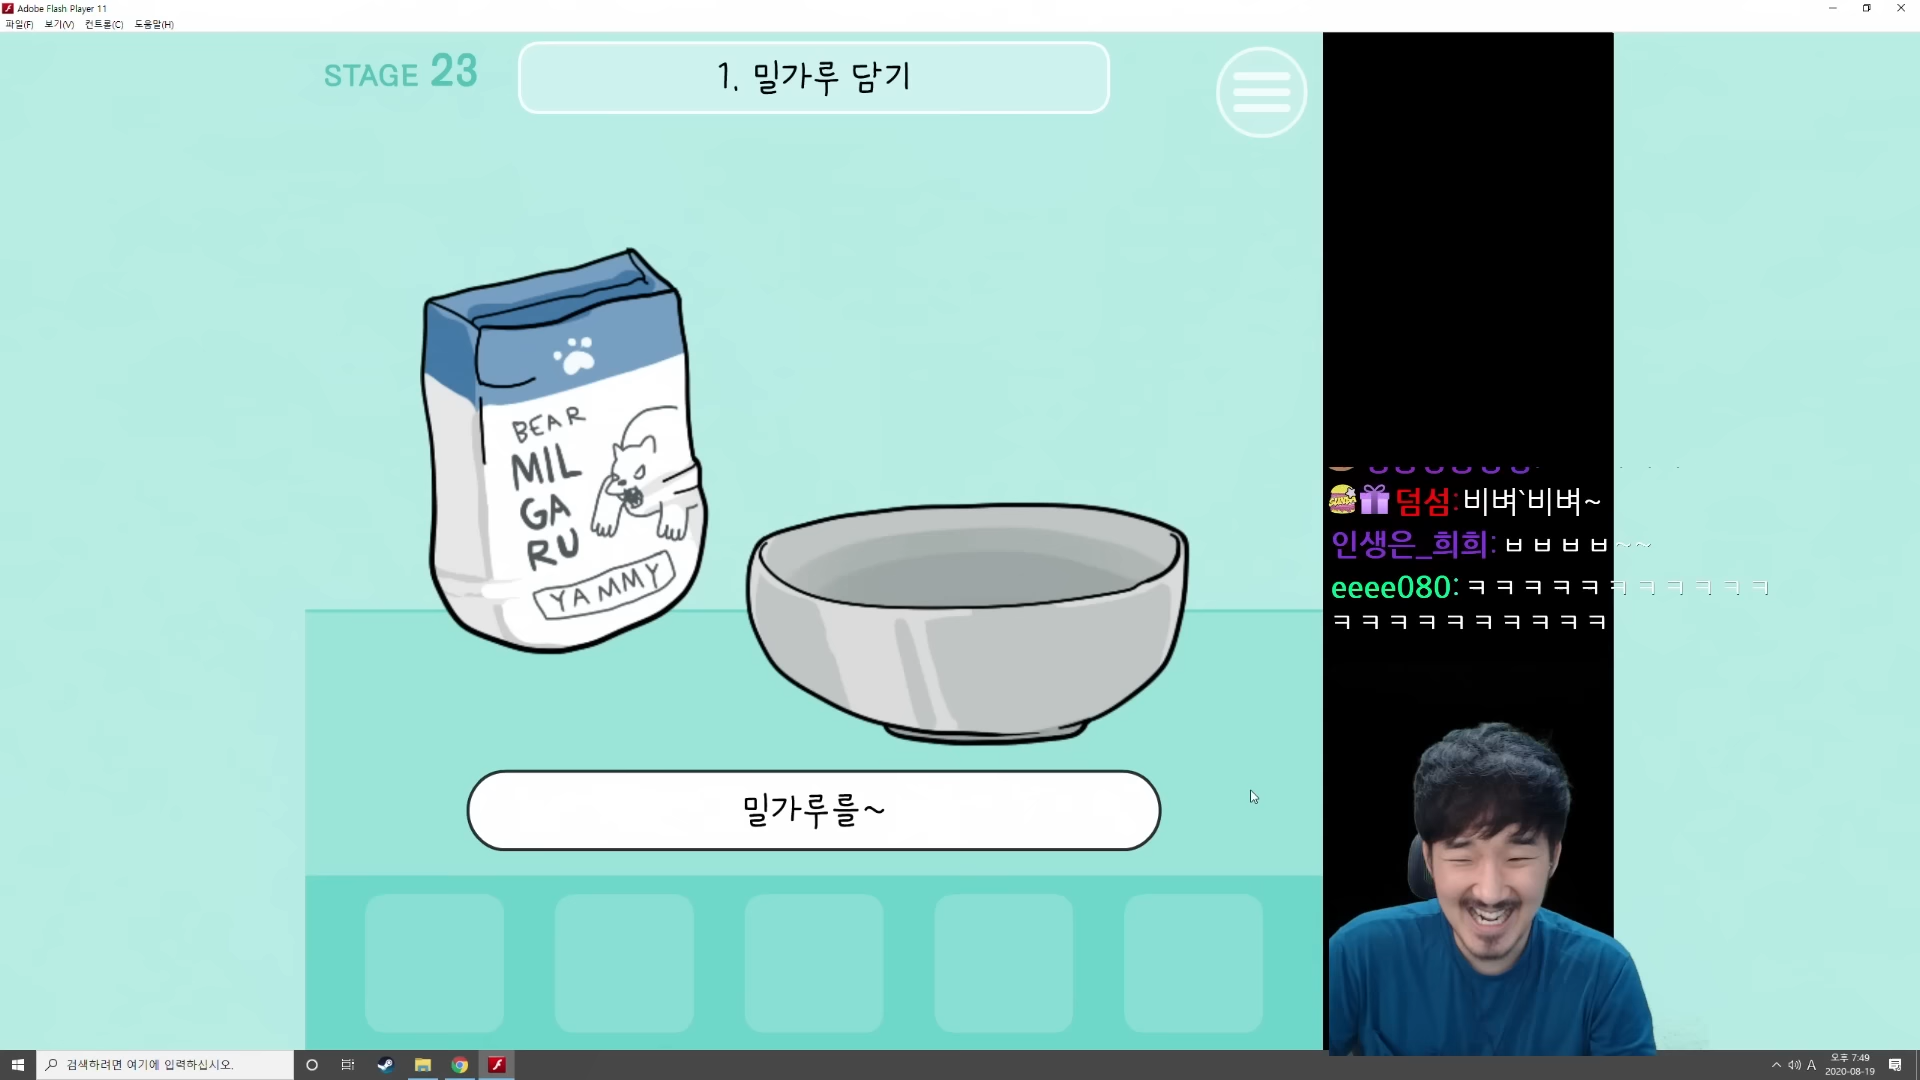 Adobe Flash Player 11
파일(F) 보기(V) 컨트롤(C) 도움말(H)
STAGE 23
1. 밀가루 담기
BEAR
MIL
GA
RU
YAMMY
밀가루를~
덤섬: 비벼`비벼~
인생은_희희: ㅂㅂㅂㅂ~~
eeee080: ㅋㅋㅋㅋㅋㅋㅋㅋㅋㅋㅋ
ㅋㅋㅋㅋㅋㅋㅋㅋㅋㅋ
검색하려면 여기에 입력하십시오.
A
오후 7:49
2020-08-19